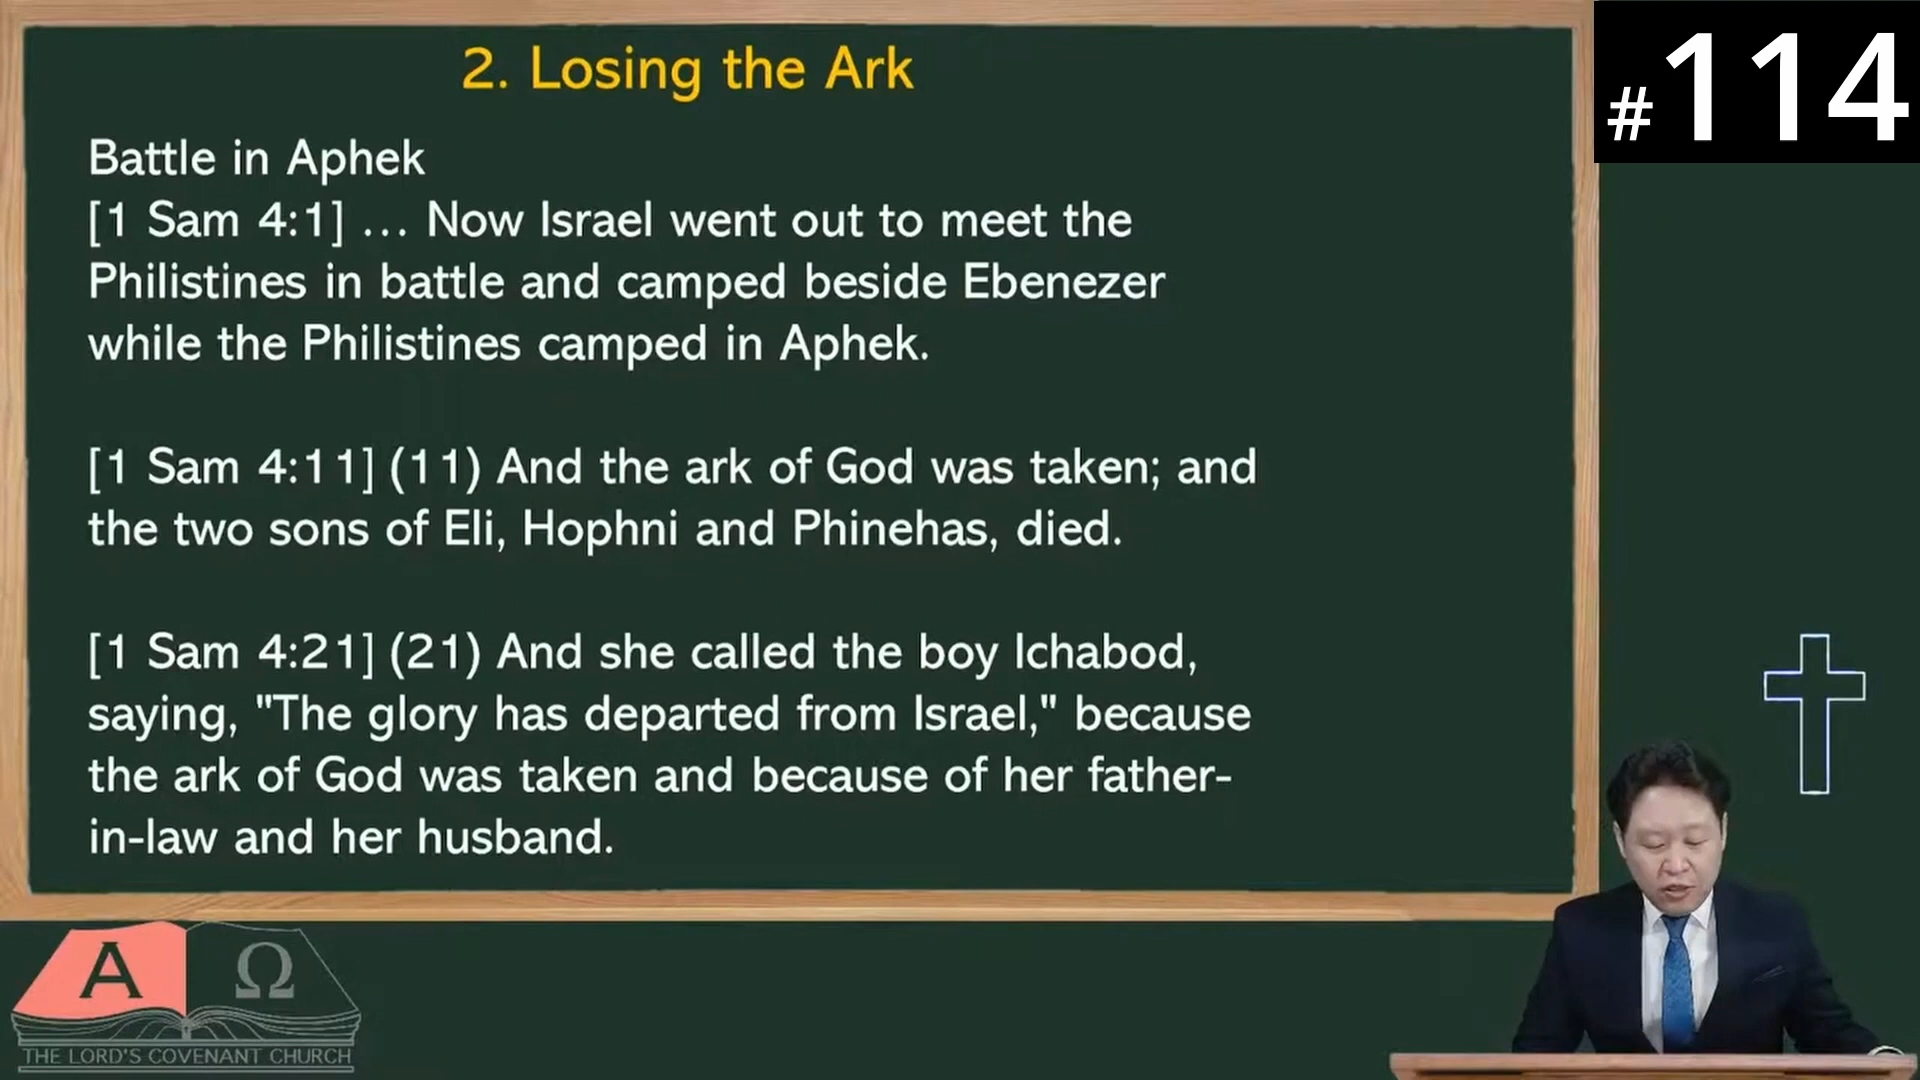 #114
2. Losing the Ark
Battle in Aphek
[1 Sam 4:1] … Now Israel went out to meet the
Philistines in battle and camped beside Ebenezer
while the Philistines camped in Aphek.
[1 Sam 4:11] (11) And the ark of God was taken; and
the two sons of Eli, Hophni and Phinehas, died.
[1 Sam 4:21] (21) And she called the boy Ichabod,
saying, "The glory has departed from Israel," because
the ark of God was taken and because of her father-
in-law and her husband.
Α Ω
THE LORD'S COVENANT CHURCH